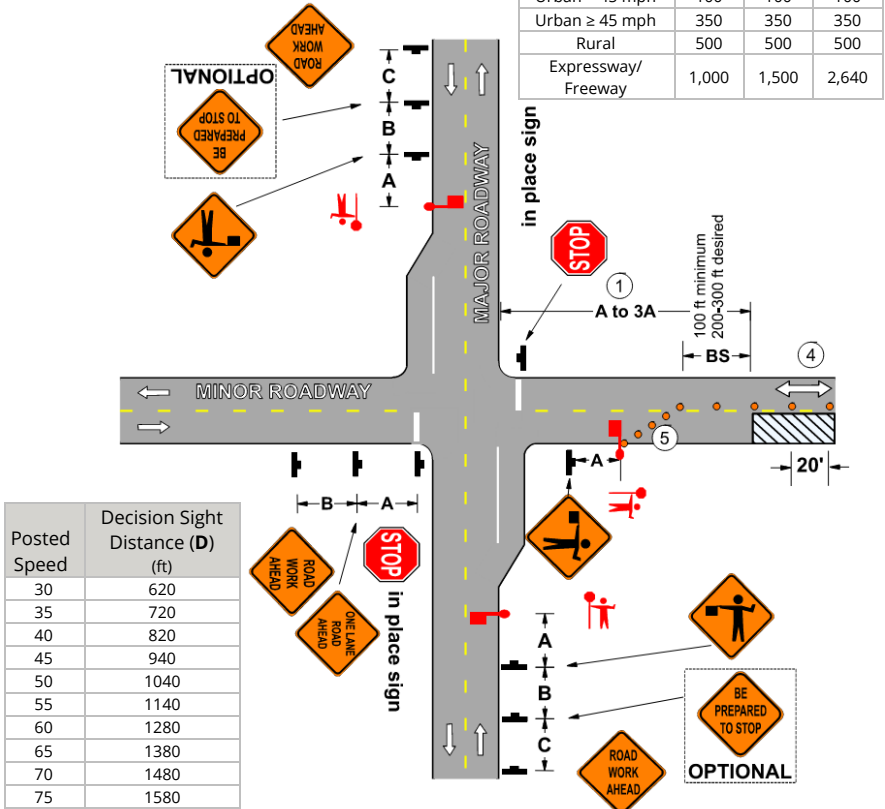 Urban ≥ 45 mph 350 350 350
Rural 500 500 500
Expressway/
Freeway 1,000 1,500 2,640
ROAD
WORK
AHEAD
OPTIONAL
BE
PREPARED
TO STOP
C
B
A
MAJOR ROADWAY
in place sign
STOP
1
A to 3A
100 ft minimum
200-300 ft desired
BS
4
MINOR ROADWAY
5
A
20'
B A
ROAD
WORK
AHEAD
STOP
ONE LANE
ROAD
AHEAD
in place sign
Posted
Speed
Decision Sight
Distance (D)
(ft)
30 620
35 720
40 820
45 940
50 1040
55 1140
60 1280
65 1380
70 1480
75 1580
A
B
C
BE
PREPARED
TO STOP
OPTIONAL
ROAD
WORK
AHEAD